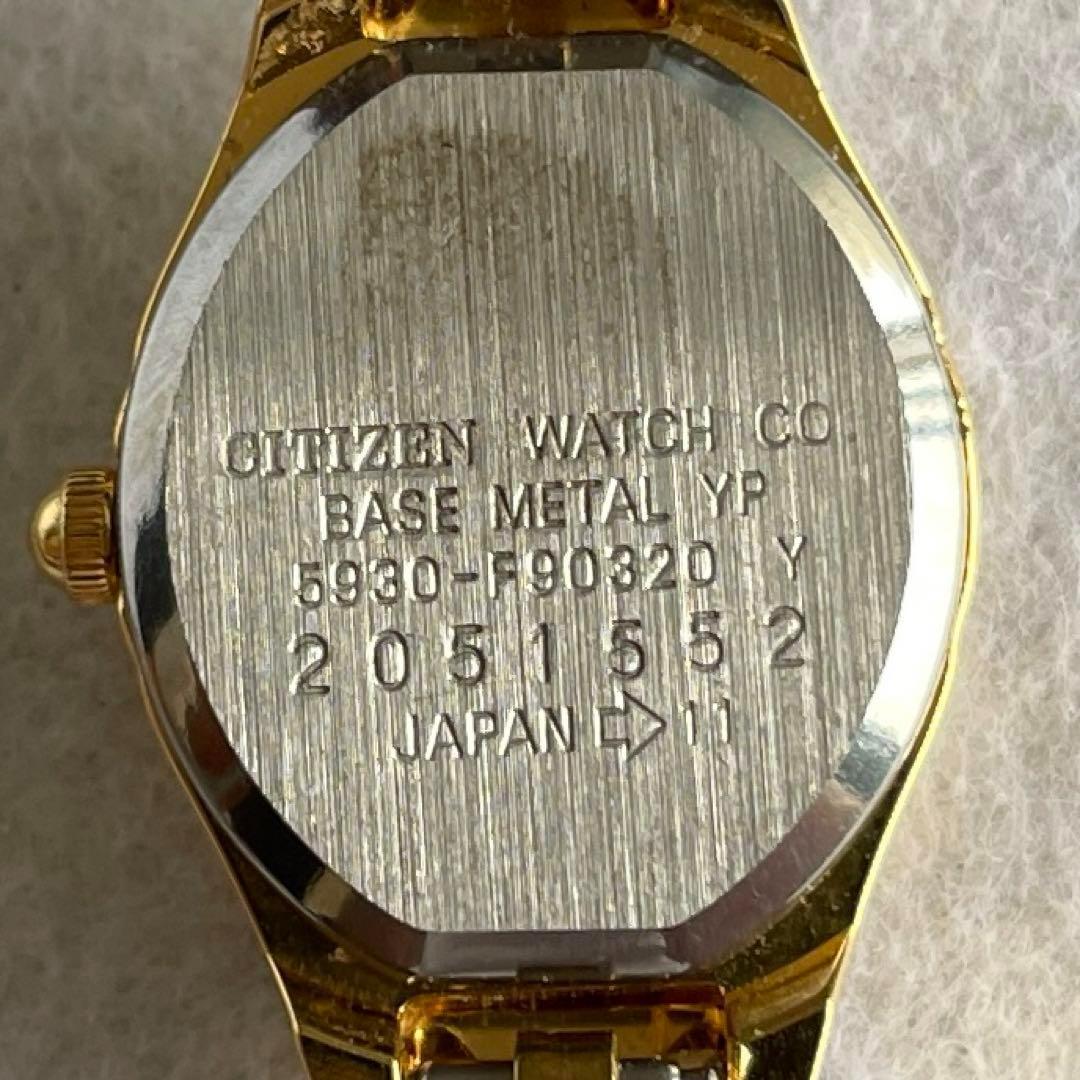 CITIZEN WATCH CO.
BASE METAL YP
5930-F90320 Y
2051552
JAPAN ⇨ 11